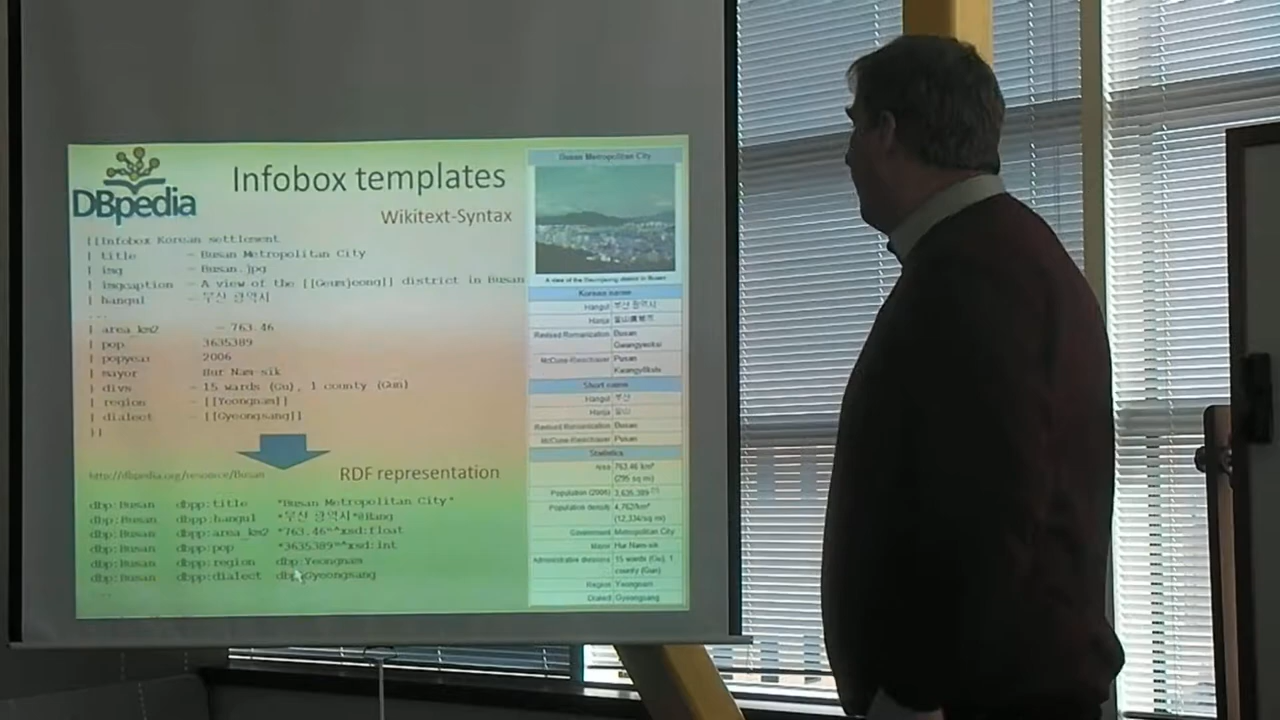 DBpedia
Infobox templates
Wikitext-Syntax
{{Infobox Korean settlement
| title = Busan Metropolitan City
| img = Busan.jpg
| imgcaption = A view of the [[Geumjeong]] district in Busan
| hangul = 부산 광역시
...
| area_km2 = 763.46
| pop 3635389
| popyear 2006
| mayor Hur Nam-sik
| divs = 15 wards (Gu), 1 county (Gun)
| region = [[Yeongnam]]
| dialect = [[Gyeongsang]]
}}
http://dbpedia.org/resource/Busan
RDF representation
dbp:Busan dbpp:title "Busan Metropolitan City"
dbp:Busan dbpp:hangul "부산 광역시"@Hang
dbp:Busan dbpp:area_km2 "763.46"^^xsd:float
dbp:Busan dbpp:pop "3635389"^^xsd:int
dbp:Busan dbpp:region dbp:Yeongnam
dbp:Busan dbpp:dialect dbp:Gyeongsang
...
Busan Metropolitan City
A view of the Geumjeong district in Busan
Korean name
Hangul 부산 광역시
Hanja
Revised Romanization Busan
Gwangyeoksi
McCune-Reischauer Pusan
Kwangyŏkshi
Short name
Hangul 부산
Hanja 釜山
Revised Romanization Busan
McCune-Reischauer Pusan
Statistics
Area 763.46 km²
(295 sq mi)
Population (2006) 3,635,389
Population density 4,762/km²
(12,334/sq mi)
Government Metropolitan City
Mayor Hur Nam-sik
Administrative divisions 15 wards (Gu), 1
county (Gun)
Region Yeongnam
Dialect Gyeongsang